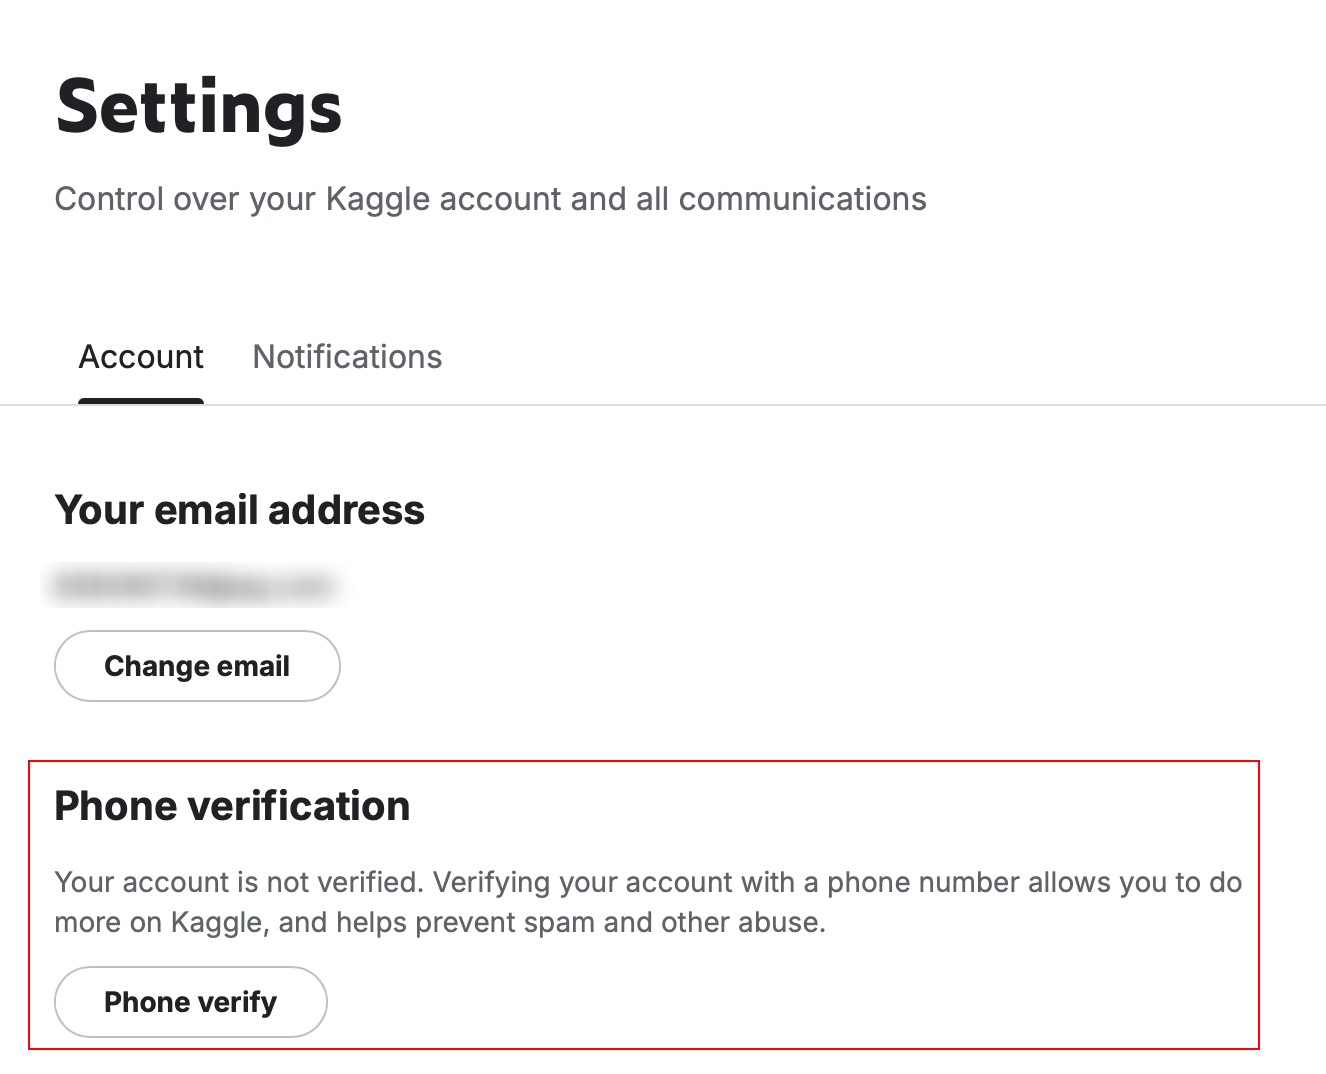 Settings
Control over your Kaggle account and all communications
Account
Notifications
Your email address
Change email
Phone verification
Your account is not verified. Verifying your account with a phone number allows you to do
more on Kaggle, and helps prevent spam and other abuse.
Phone verify